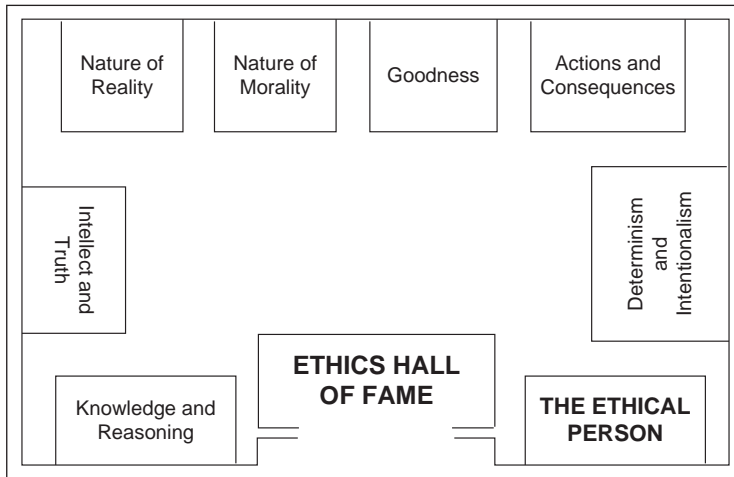 Nature of
Reality
Nature of
Morality
Goodness
Actions and
Consequences
Intellect and
Truth
Determinism
and
Intentionalism
ETHICS HALL
OF FAME
Knowledge and
Reasoning
THE ETHICAL
PERSON